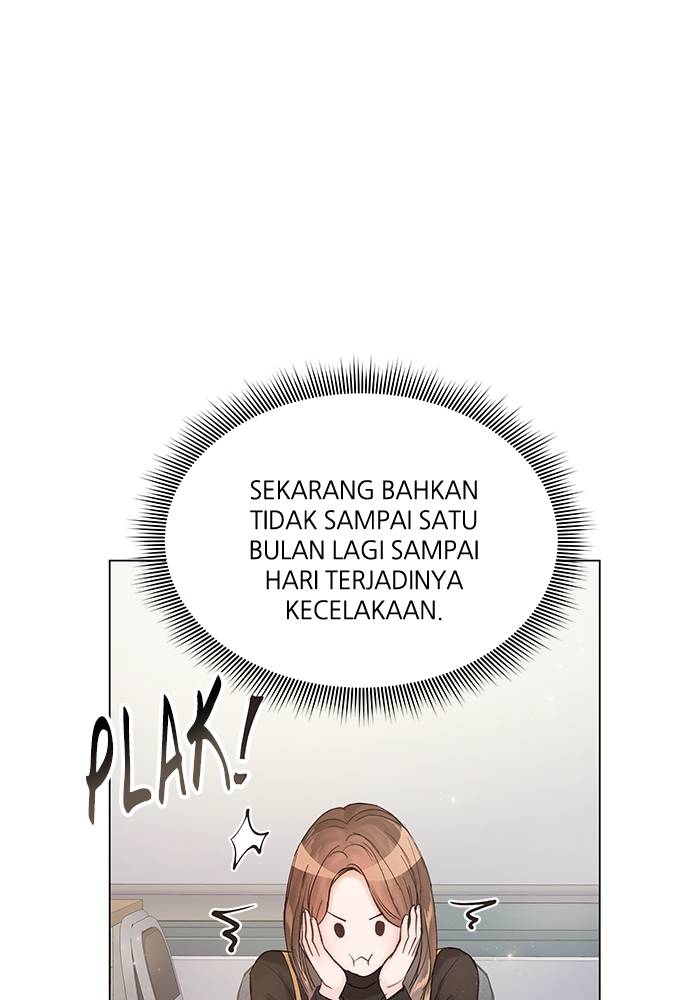 SEKARANG BAHKAN
TIDAK SAMPAI SATU
BULAN LAGI SAMPAI
HARI TERJADINYA
KECELAKAAN.
PLAK!